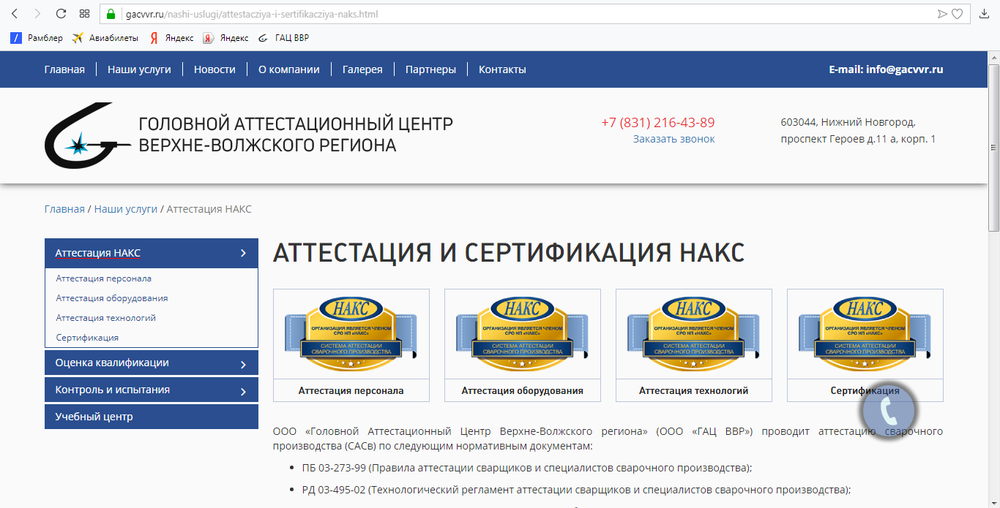 gacvvr.ru/nashi-uslugi/attestacziya-i-sertifikacziya-naks.html
Рамблер Авиабилеты Яндекс Яндекс ГАЦ ВВР
Главная Наши услуги Новости О компании Галерея Партнеры Контакты E-mail: info@gacvvr.ru
ГОЛОВНОЙ АТТЕСТАЦИОННЫЙ ЦЕНТР
ВЕРХНЕ-ВОЛЖСКОГО РЕГИОНА
+7 (831) 216-43-89
Заказать звонок
603044, Нижний Новгород,
проспект Героев д.11 а, корп. 1
Главная / Наши услуги / Аттестация НАКС
Аттестация НАКС
Аттестация персонала
Аттестация оборудования
Аттестация технологий
Сертификация
Оценка квалификации
Контроль и испытания
Учебный центр
АТТЕСТАЦИЯ И СЕРТИФИКАЦИЯ НАКС
НАКС
ОРГАНИЗАЦИЯ ЯВЛЯЕТСЯ ЧЛЕНОМ
СРО НП «НАКС»
СИСТЕМА АТТЕСТАЦИИ
СВАРОЧНОГО ПРОИЗВОДСТВА
Аттестация персонала
НАКС
ОРГАНИЗАЦИЯ ЯВЛЯЕТСЯ ЧЛЕНОМ
СРО НП «НАКС»
СИСТЕМА АТТЕСТАЦИИ
СВАРОЧНОГО ПРОИЗВОДСТВА
Аттестация оборудования
НАКС
ОРГАНИЗАЦИЯ ЯВЛЯЕТСЯ ЧЛЕНОМ
СРО НП «НАКС»
СИСТЕМА АТТЕСТАЦИИ
СВАРОЧНОГО ПРОИЗВОДСТВА
Аттестация технологий
НАКС
ОРГАНИЗАЦИЯ ЯВЛЯЕТСЯ ЧЛЕНОМ
СРО НП «НАКС»
СИСТЕМА АТТЕСТАЦИИ
СВАРОЧНОГО ПРОИЗВОДСТВА
Сертификация
ООО «Головной Аттестационный Центр Верхне-Волжского региона» (ООО «ГАЦ ВВР») проводит аттестацию сварочного
производства (САСв) по следующим нормативным документам:
ПБ 03-273-99 (Правила аттестации сварщиков и специалистов сварочного производства);
РД 03-495-02 (Технологический регламент аттестации сварщиков и специалистов сварочного производства);